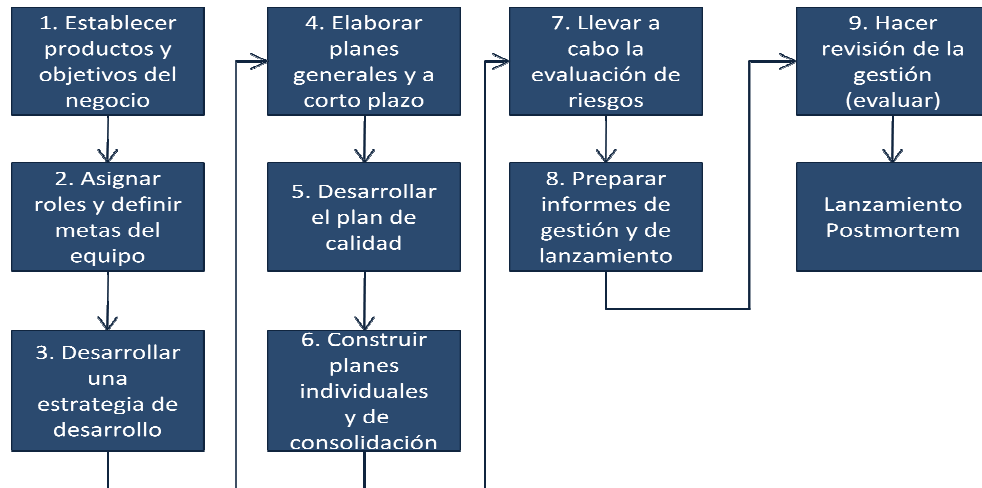 1. Establecer
productos y
objetivos del
negocio
2. Asignar
roles y definir
metas del
equipo
3. Desarrollar
una
estrategia de
desarrollo
4. Elaborar
planes
generales y a
corto plazo
5. Desarrollar
el plan de
calidad
6. Construir
planes
individuales
y de
consolidación
7. Llevar a
cabo la
evaluación de
riesgos
8. Preparar
informes de
gestión y de
lanzamiento
9. Hacer
revisión de la
gestión
(evaluar)
Lanzamiento
Postmortem